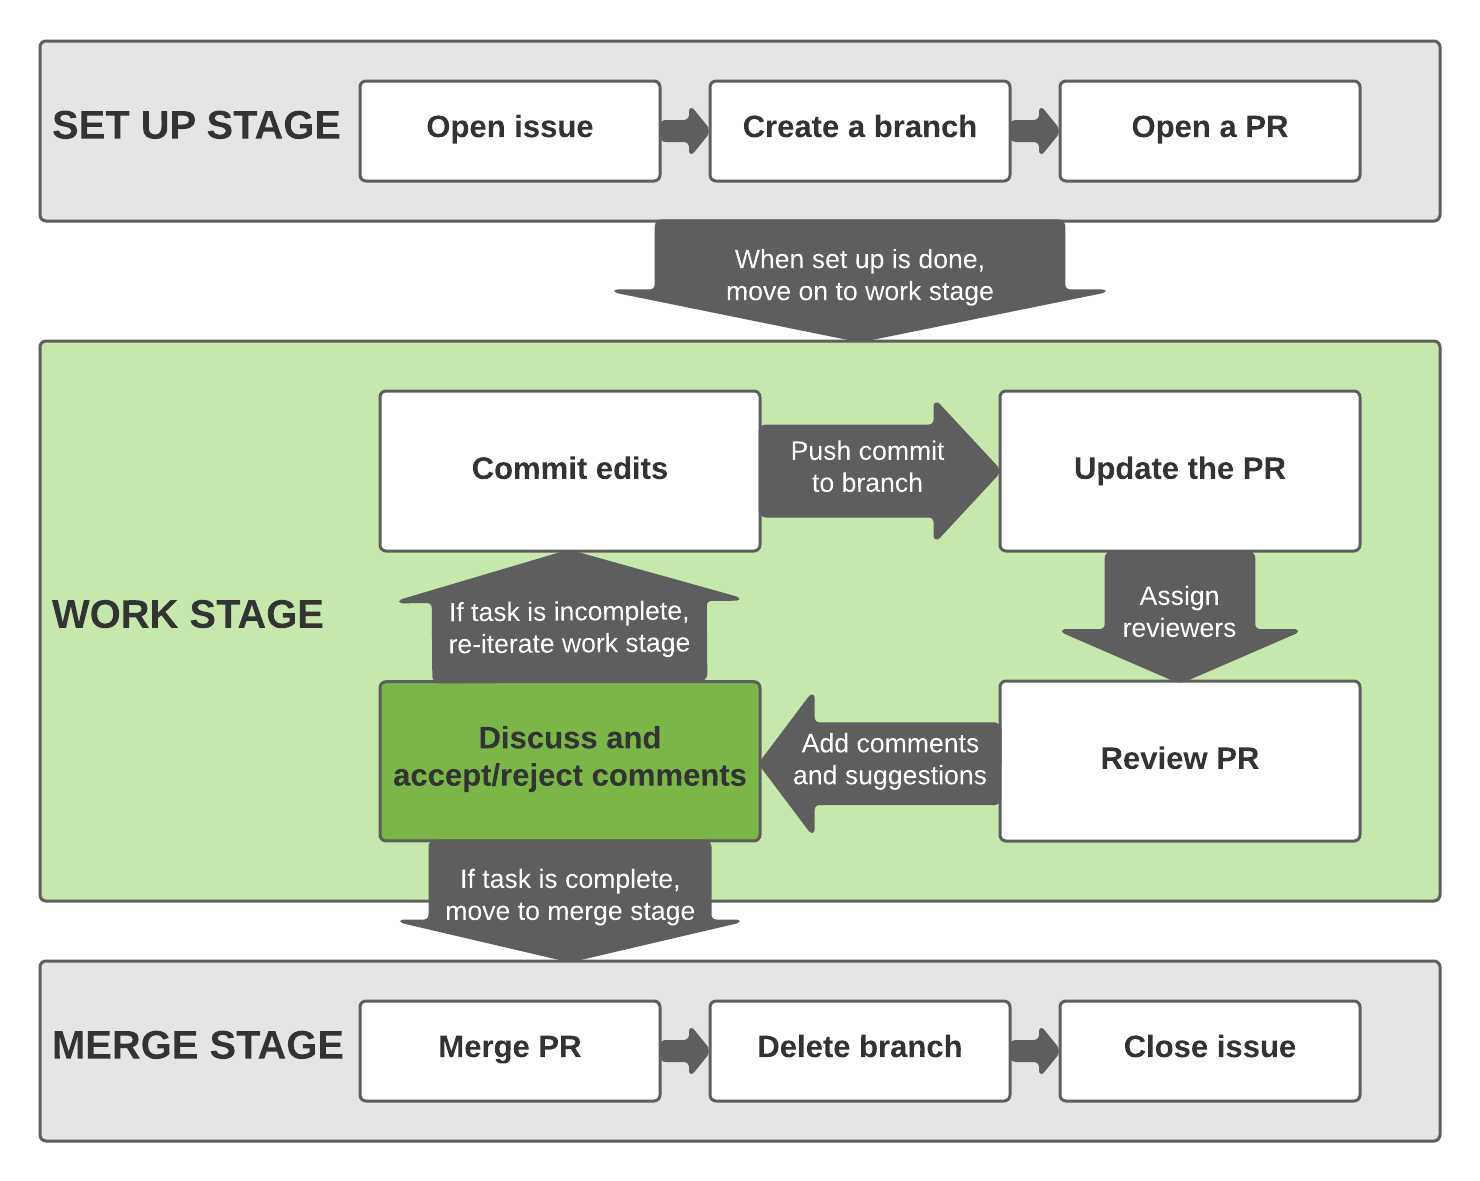 SET UP STAGE
Open issue
Create a branch
Open a PR
When set up is done,
move on to work stage
WORK STAGE
Commit edits
Push commit
to branch
Update the PR
Assign
reviewers
Review PR
Add comments
and suggestions
Discuss and
accept/reject comments
If task is incomplete,
re-iterate work stage
If task is complete,
move to merge stage
MERGE STAGE
Merge PR
Delete branch
Close issue